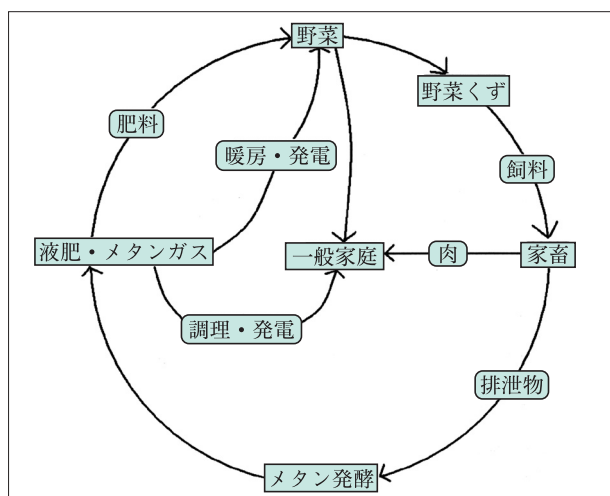 野菜
野菜くず
肥料
暖房・発電
飼料
液肥・メタンガス
一般家庭
肉
家畜
調理・発電
排泄物
メタン発酵